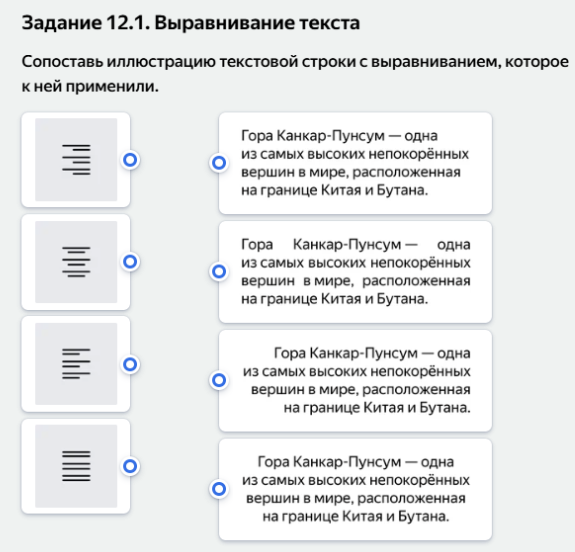 Задание 12.1. Выравнивание текста
Сопоставь иллюстрацию текстовой строки с выравниванием, которое
к ней применили.
Гора Канкар-Пунсум — одна
из самых высоких непокорённых
вершин в мире, расположенная
на границе Китая и Бутана.
Гора Канкар-Пунсум — одна
из самых высоких непокорённых
вершин в мире, расположенная
на границе Китая и Бутана.
Гора Канкар-Пунсум — одна
из самых высоких непокорённых
вершин в мире, расположенная
на границе Китая и Бутана.
Гора Канкар-Пунсум — одна
из самых высоких непокорённых
вершин в мире, расположенная
на границе Китая и Бутана.